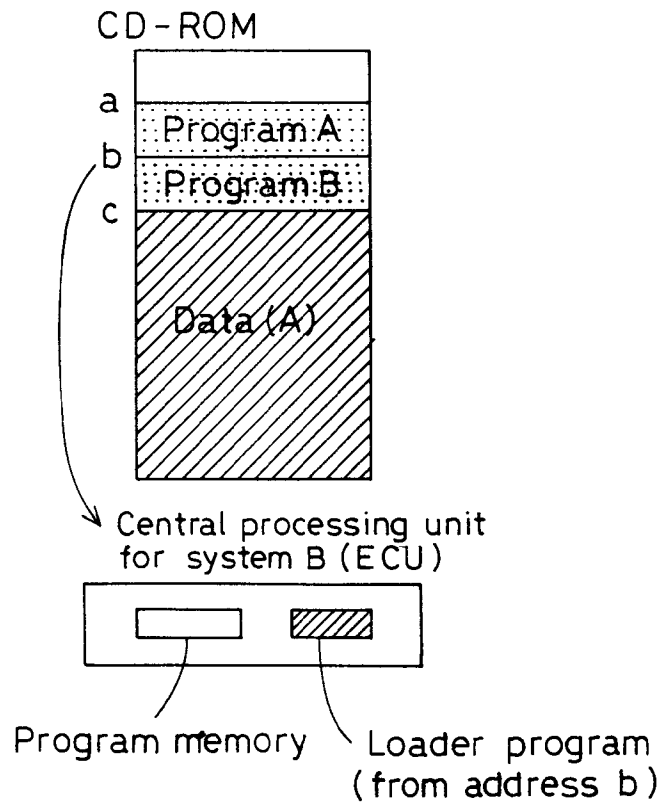 CD-ROM
a
Program A
b
Program B
c
Data (A)
Central processing unit
for system B (ECU)
Program memory
Loader program
(from address b)